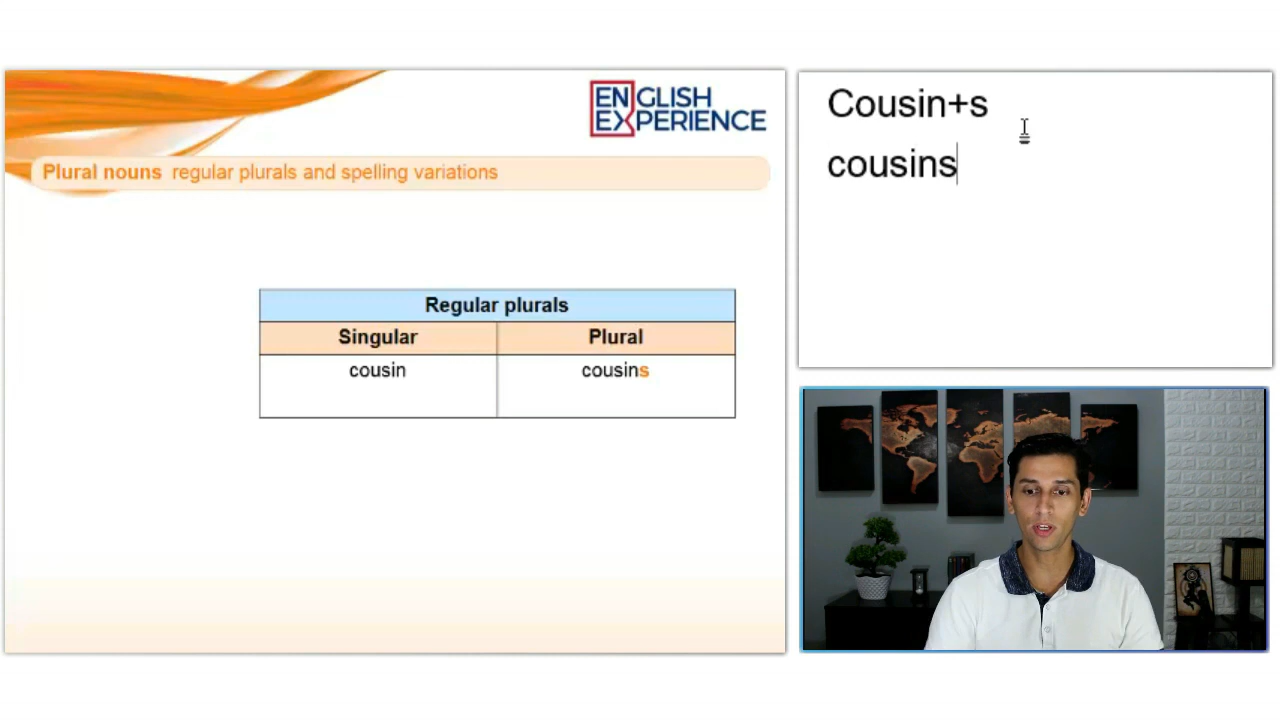 ENGLISH
EXPERIENCE
Plural nouns regular plurals and spelling variations
Regular plurals
Singular Plural
cousin cousins
Cousin+s
cousins